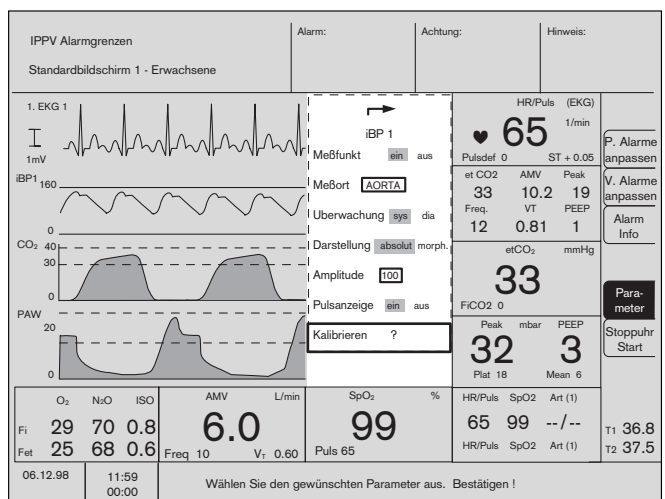 IPPV Alarmgrenzen
Standardbildschirm 1 - Erwachsene
Alarm:
Achtung:
Hinweis:
1. EKG 1
1mV
iBP1
160
0
CO₂
40
30
0
PAW
20
0
iBP 1
Meßfunkt ein aus
Meßort AORTA
Uberwachung sys dia
Darstellung absolut morph.
Amplitude 100
Pulsanzeige ein aus
Kalibrieren ?
HR/Puls (EKG)
65 1/min
Pulsdef 0 ST + 0.05
et CO2 AMV Peak
33 10.2 19
Freq. VT PEEP
12 0.81 1
etCO₂ mmHg
33
FiCO2 0
Peak mbar PEEP
32 3
Plat 18 Mean 6
P. Alarme
anpassen
V. Alarme
anpassen
Alarm
Info
Para-
meter
Stoppuhr
Start
O₂ N₂O ISO
Fi 29 70 0.8
Fet 25 68 0.6
AMV L/min
6.0
Freq 10 VT 0.60
SpO₂ %
99
Puls 65
HR/Puls SpO2 Art (1)
65 99 --/--
HR/Puls SpO2 Art (1)
T1 36.8
T2 37.5
06.12.98
11:59
00:00
Wählen Sie den gewünschten Parameter aus. Bestätigen !